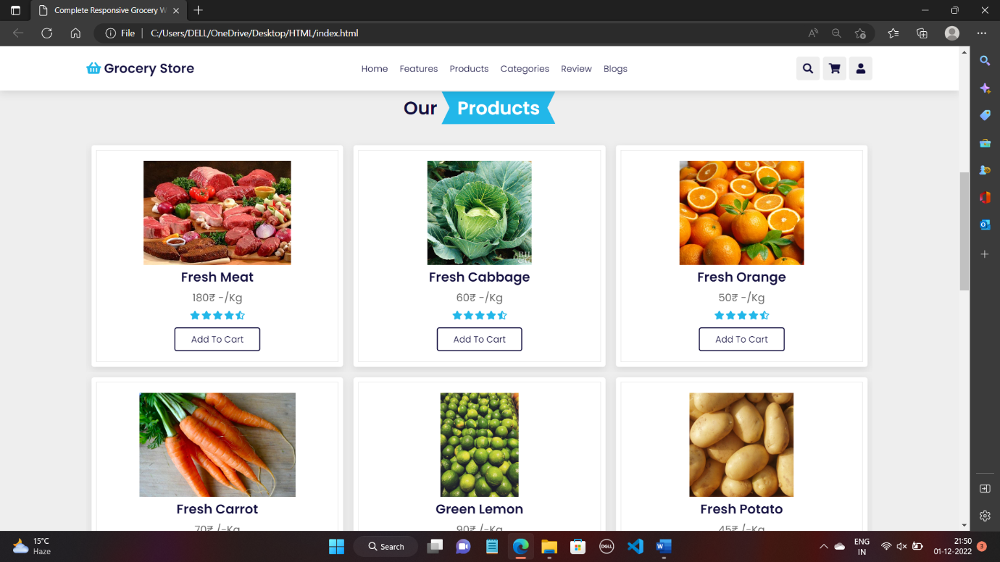 Complete Responsive Grocery W
File
C:/Users/DELL/OneDrive/Desktop/HTML/index.html
Grocery Store
Home
Features
Products
Categories
Review
Blogs
Our Products
Fresh Meat
180₹ -/Kg
Add To Cart
Fresh Cabbage
60₹ -/Kg
Add To Cart
Fresh Orange
50₹ -/Kg
Add To Cart
Fresh Carrot
70₹ /-Kg
Green Lemon
90₹ /-Kg
Fresh Potato
45₹ /-Kg
15°C
Haze
Search
DELL
ENG
IN
21:50
01-12-2022
3